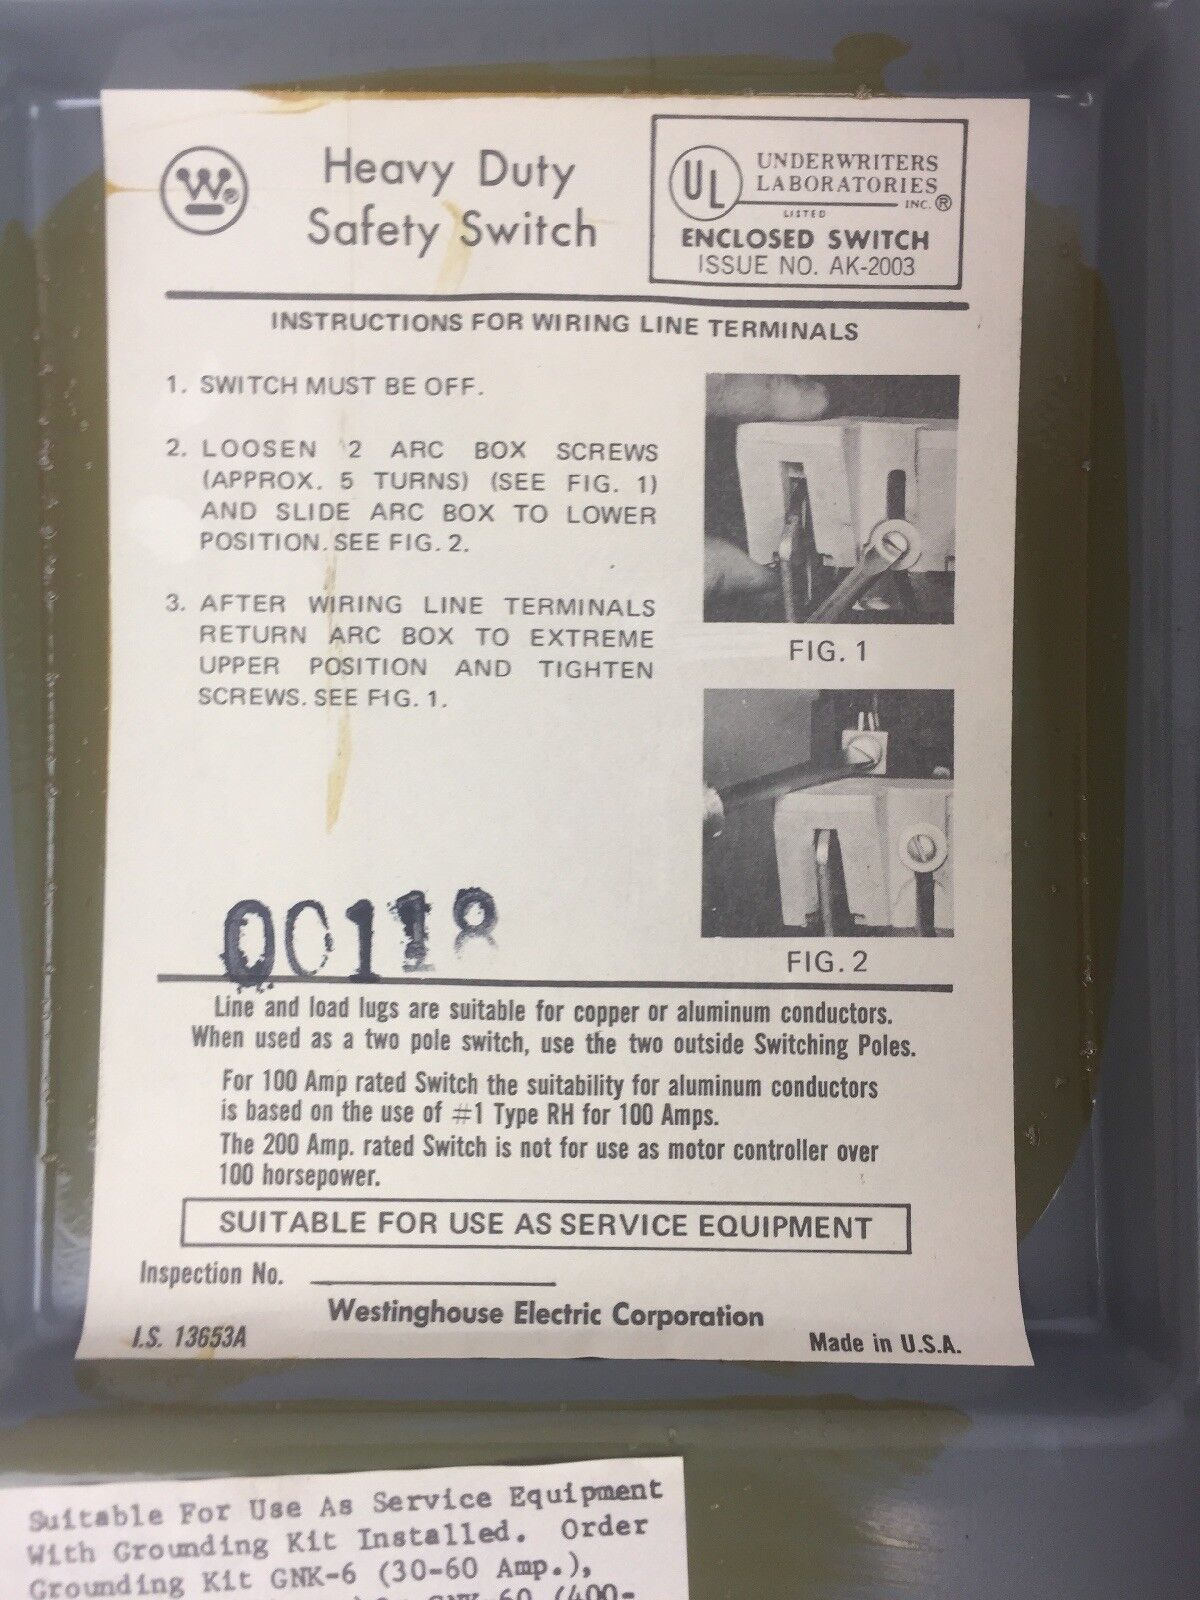 W ®
Heavy Duty
Safety Switch
UL UNDERWRITERS
LABORATORIES
INC. ®
LISTED
ENCLOSED SWITCH
ISSUE NO. AK-2003
INSTRUCTIONS FOR WIRING LINE TERMINALS
1. SWITCH MUST BE OFF.
2. LOOSEN 2 ARC BOX SCREWS
(APPROX. 5 TURNS) (SEE FIG. 1)
AND SLIDE ARC BOX TO LOWER
POSITION. SEE FIG. 2.
3. AFTER WIRING LINE TERMINALS
RETURN ARC BOX TO EXTREME
UPPER POSITION AND TIGHTEN
SCREWS. SEE FIG. 1.
FIG. 1
FIG. 2
Line and load lugs are suitable for copper or aluminum conductors.
When used as a two pole switch, use the two outside Switching Poles.
For 100 Amp rated Switch the suitability for aluminum conductors
is based on the use of #1 Type RH for 100 Amps.
The 200 Amp. rated Switch is not for use as motor controller over
100 horsepower.
SUITABLE FOR USE AS SERVICE EQUIPMENT
Inspection No.
Westinghouse Electric Corporation
I.S. 13653A
Made in U.S.A.
Suitable For Use As Service Equipment
With Grounding Kit Installed. Order
Grounding Kit GNK-6 (30-60 Amp.),
(400-